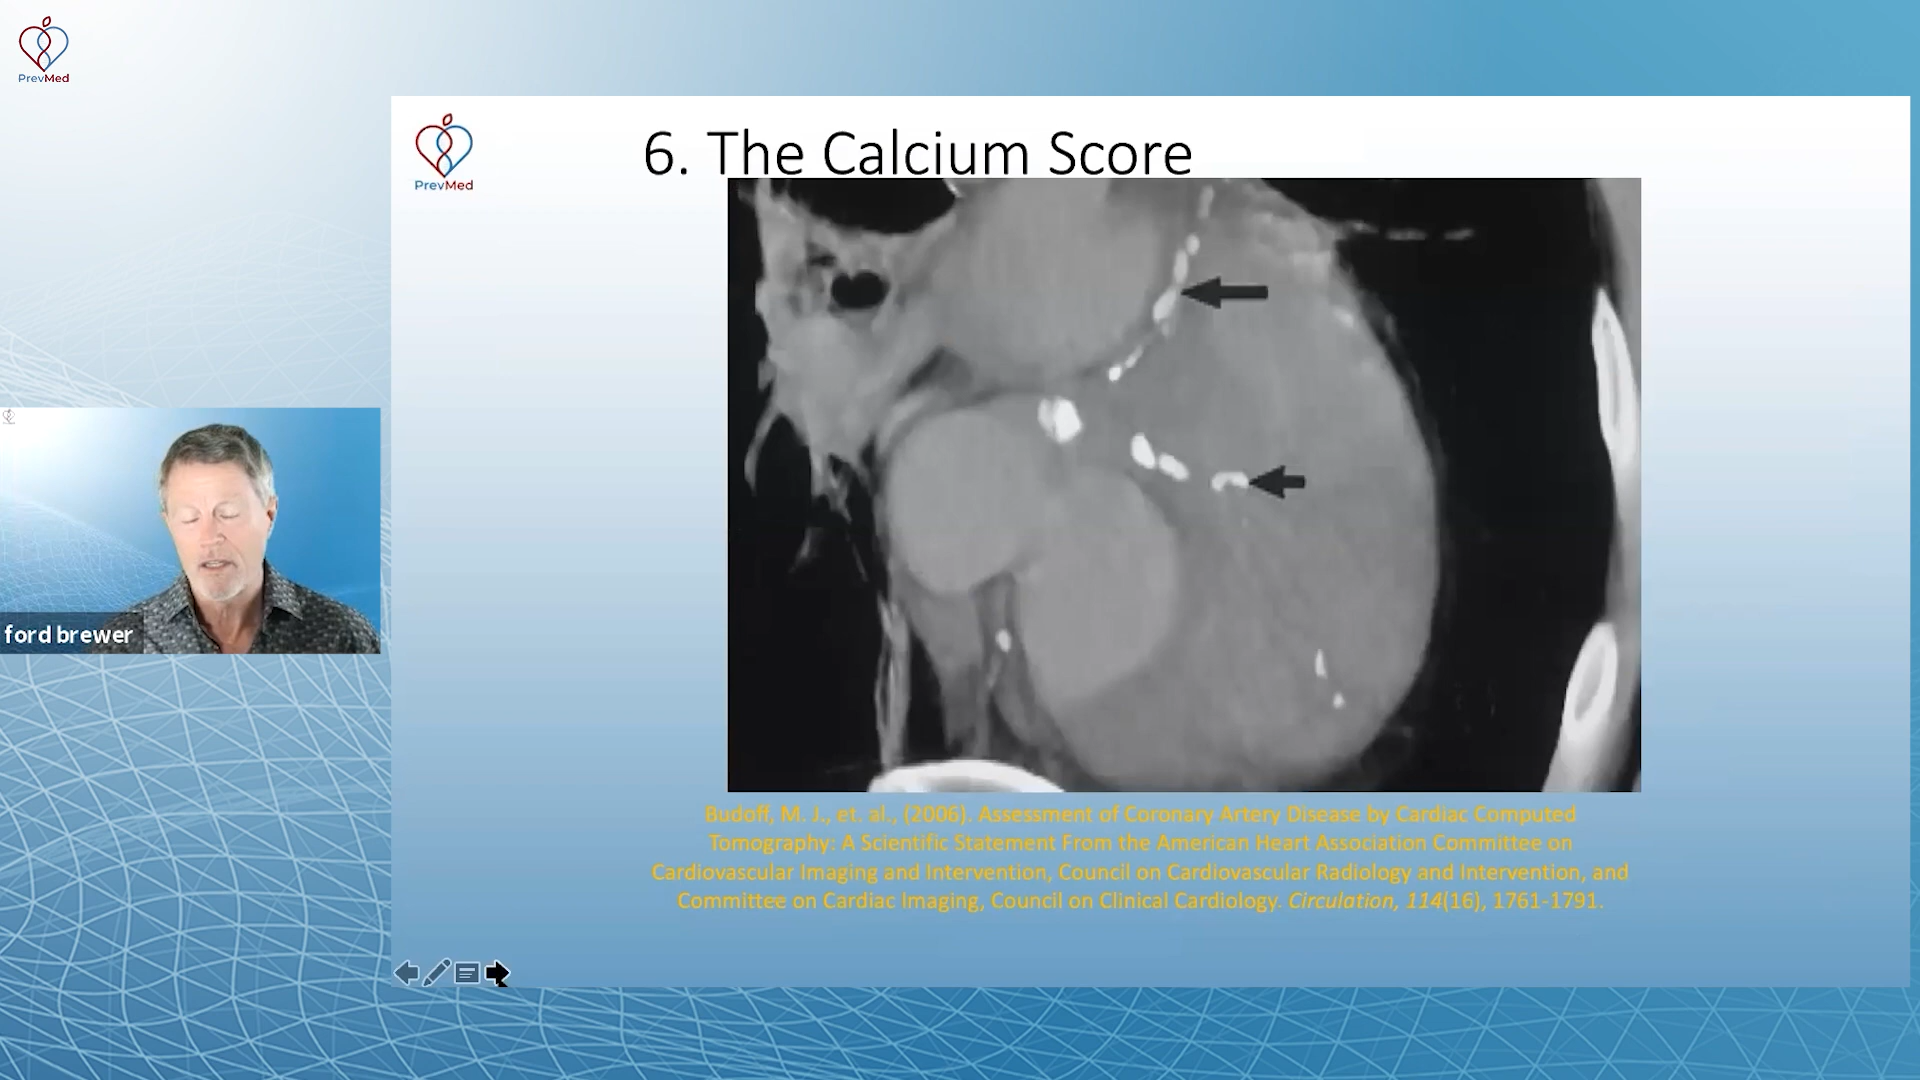 PrevMed
PrevMed
6. The Calcium Score
ford brewer
Budoff, M. J., et. al., (2006). Assessment of Coronary Artery Disease by Cardiac Computed
Tomography: A Scientific Statement From the American Heart Association Committee on
Cardiovascular Imaging and Intervention, Council on Cardiovascular Radiology and Intervention, and
Committee on Cardiac Imaging, Council on Clinical Cardiology. Circulation, 114(16), 1761-1791.